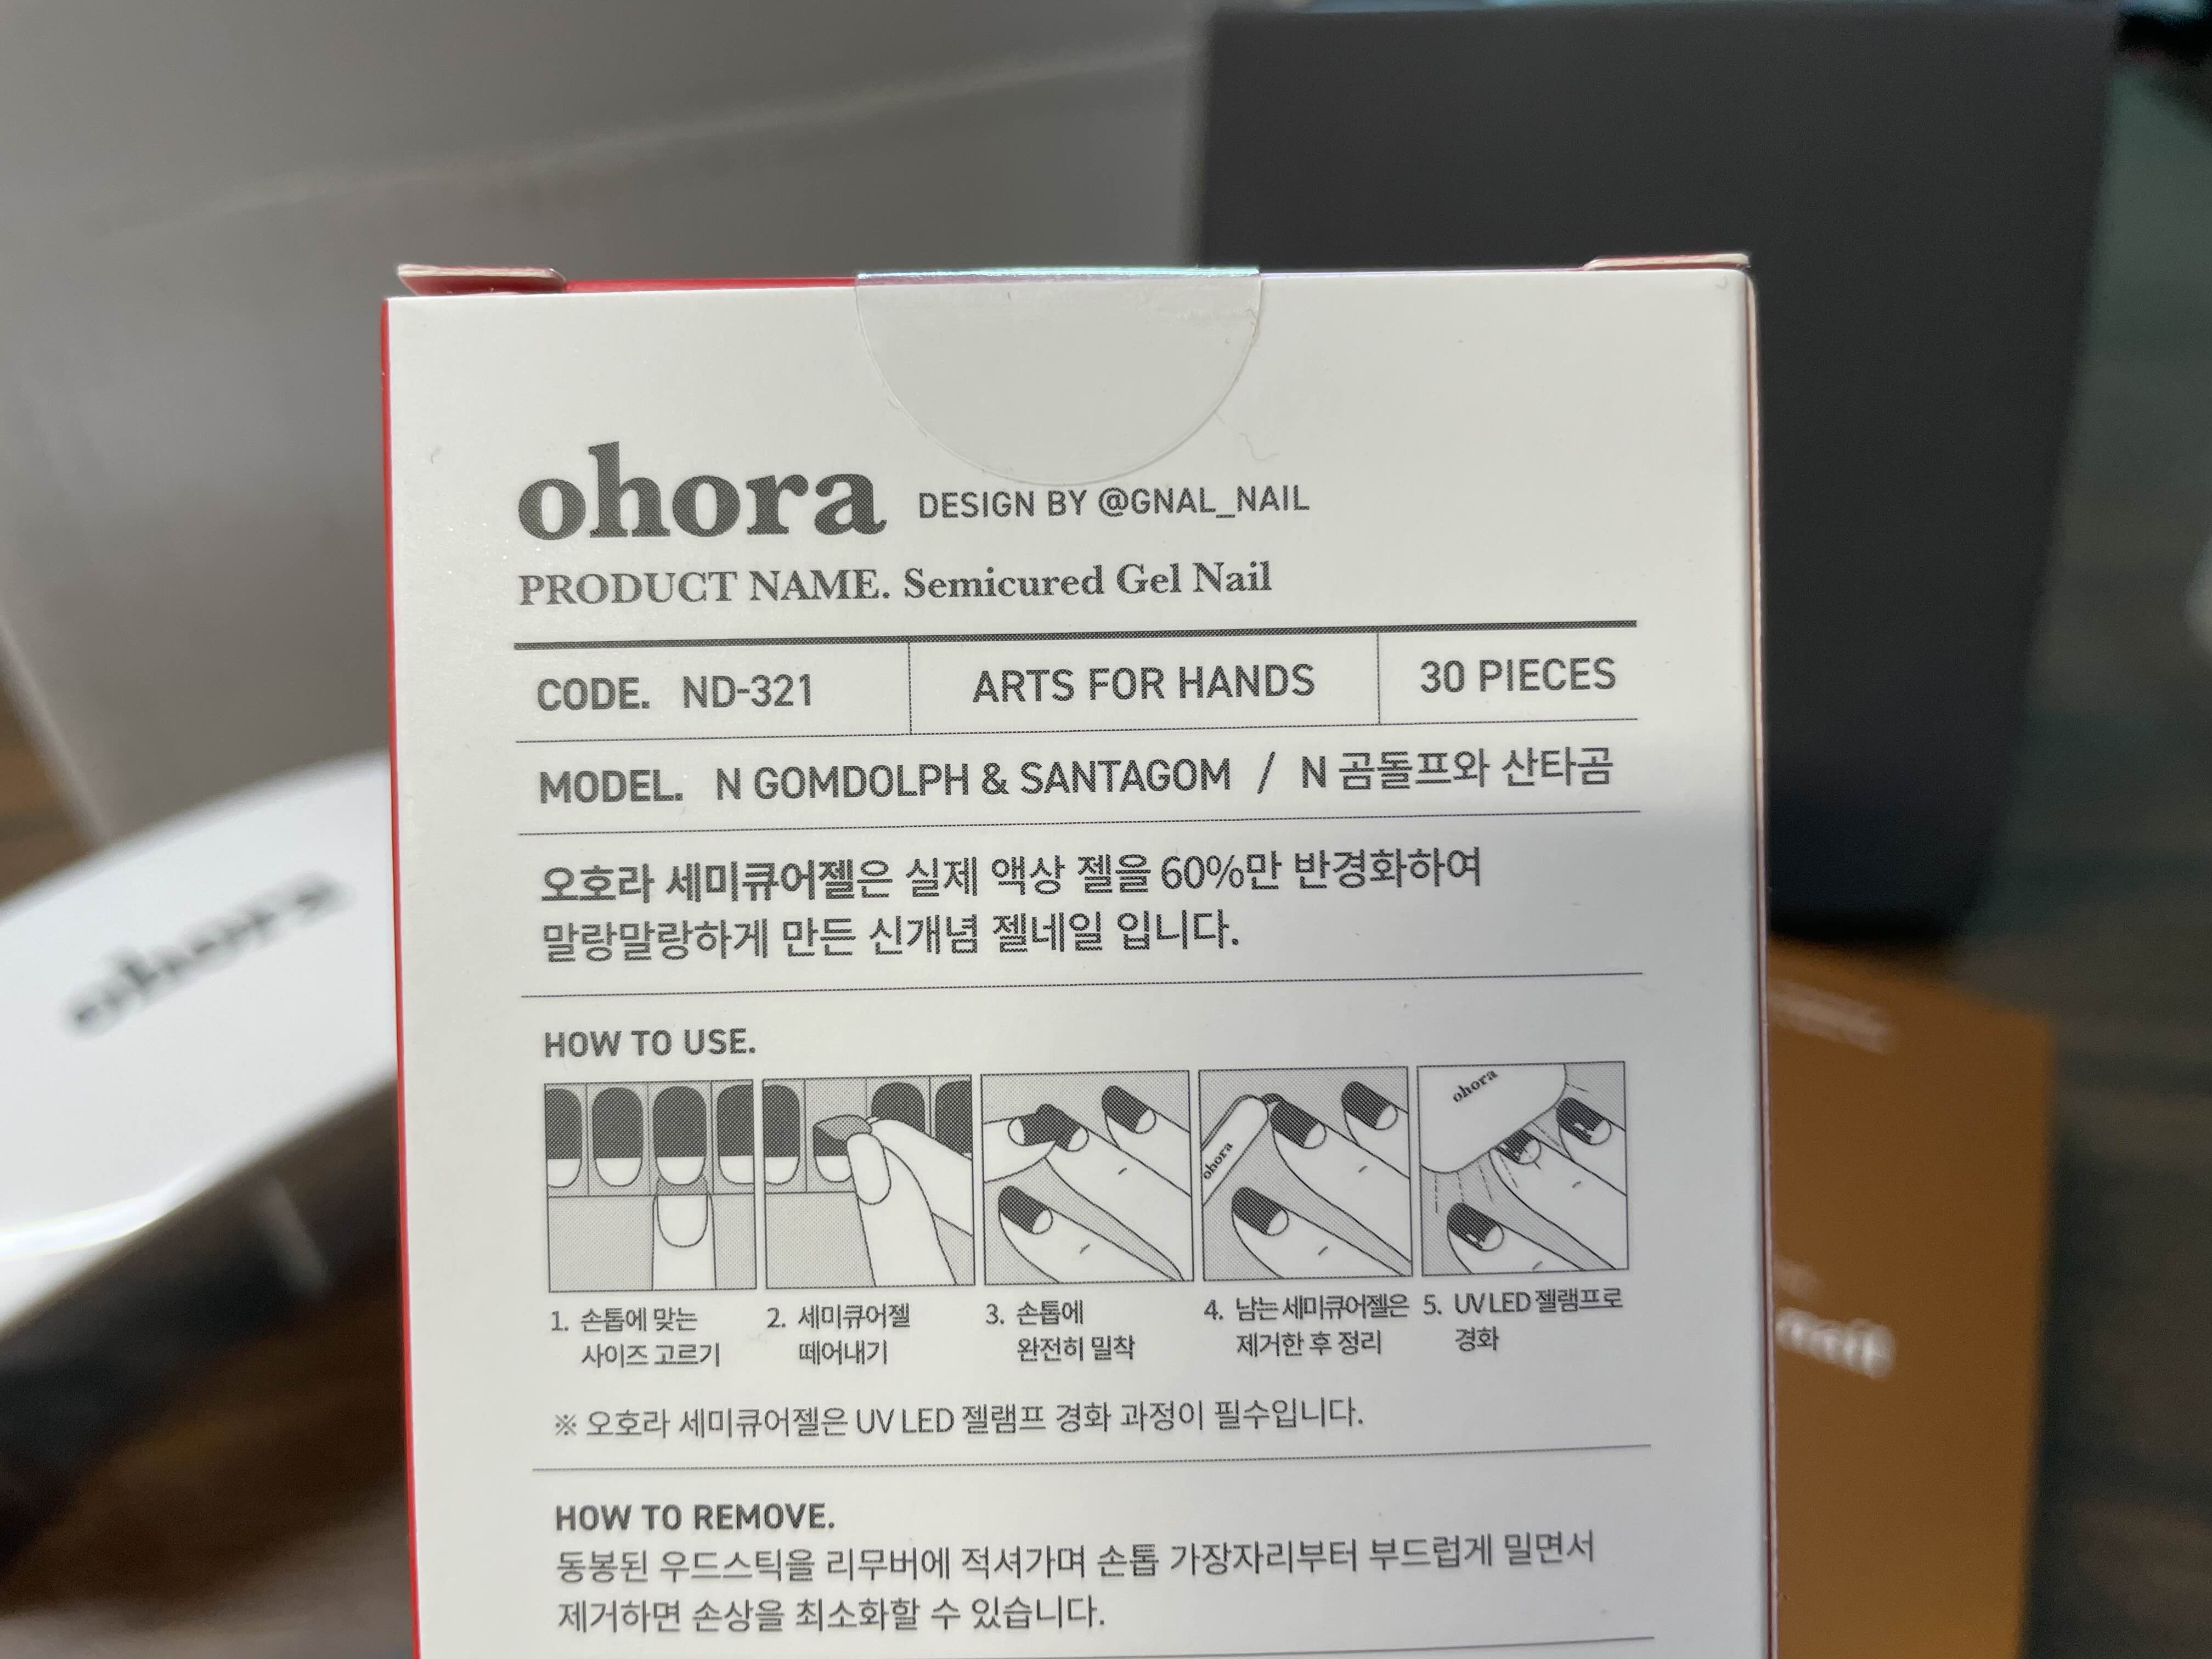 ohora DESIGN BY @GNAL_NAIL
PRODUCT NAME. Semicured Gel Nail
CODE. ND-321 ARTS FOR HANDS 30 PIECES
MODEL. N GOMDOLPH & SANTAGOM / N 곰돌프와 산타곰
오호라 세미큐어젤은 실제 액상 젤을 60%만 반경화하여
말랑말랑하게 만든 신개념 젤네일 입니다.
HOW TO USE.
ohora
ohora
1. 손톱에 맞는
사이즈 고르기
2. 세미큐어젤
떼어내기
3. 손톱에
완전히 밀착
4. 남는 세미큐어젤은
제거한 후 정리
5. UV LED 젤램프로
경화
※ 오호라 세미큐어젤은 UV LED 젤램프 경화 과정이 필수입니다.
HOW TO REMOVE.
동봉된 우드스틱을 리무버에 적셔가며 손톱 가장자리부터 부드럽게 밀면서
제거하면 손상을 최소화할 수 있습니다.
ohora
nail